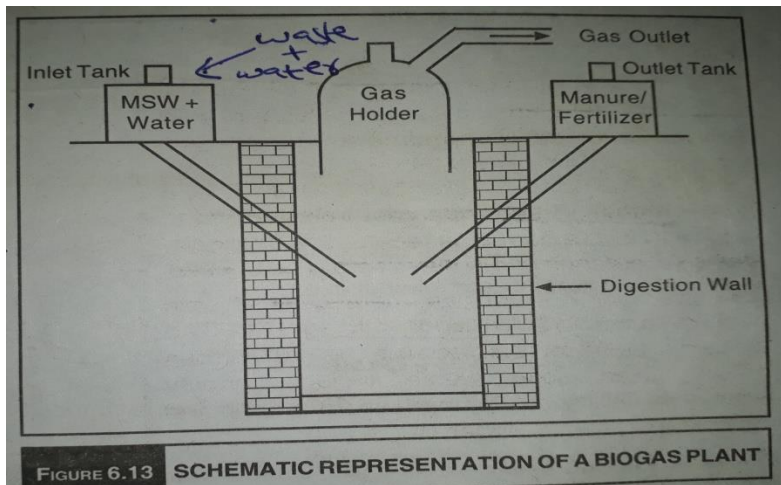 waste
+
water
Gas Outlet
Inlet Tank
Outlet Tank
MSW +
Water
Gas
Holder
Manure/
Fertilizer
Digestion Wall
FIGURE 6.13 SCHEMATIC REPRESENTATION OF A BIOGAS PLANT